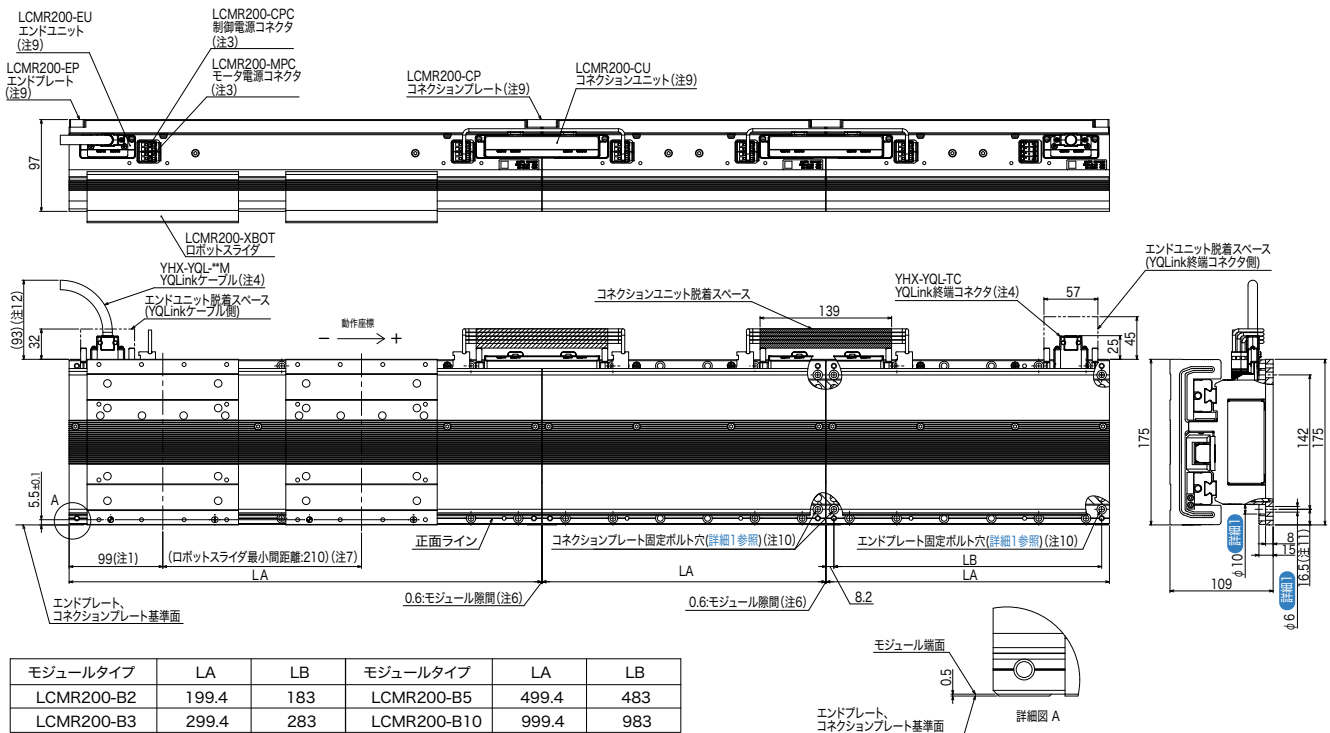 LCMR200-EU
エンドユニット
(注9)
LCMR200-CPC
制御電源コネクタ
(注3)
LCMR200-EP
エンドプレート
(注9)
LCMR200-MPC
モータ電源コネクタ
(注3)
LCMR200-CP
コネクションプレート(注9)
LCMR200-CU
コネクションユニット(注9)
97
LCMR200-XBOT
ロボットスライダ
YHX-YQL-**M
YQLinkケーブル(注4)
エンドユニット脱着スペース
(YQLinkケーブル側)
(93)(注12)
32
動作座標
− +
コネクションユニット脱着スペース
139
YHX-YQL-TC
YQLink終端コネクタ(注4)
エンドユニット脱着スペース
(YQLink終端コネクタ側)
57
25
45
175
142
175
5.5±0.1
A
99(注1)
(ロボットスライダ最小間距離:210)(注7)
正面ライン
コネクションプレート固定ボルト穴(詳細1参照)(注10)
エンドプレート固定ボルト穴(詳細1参照)(注10)
LB
LA
LA
LA
0.6:モジュール隙間(注6)
0.6:モジュール隙間(注6)
8.2
エンドプレート、
コネクションプレート基準面
109
φ10 詳細1
8
15
16.5(注11)
φ6 詳細1
モジュールタイプ LA LB モジュールタイプ LA LB
LCMR200-B2 199.4 183 LCMR200-B5 499.4 483
LCMR200-B3 299.4 283 LCMR200-B10 999.4 983
モジュール端面
0.5
エンドプレート、
コネクションプレート基準面
詳細図 A